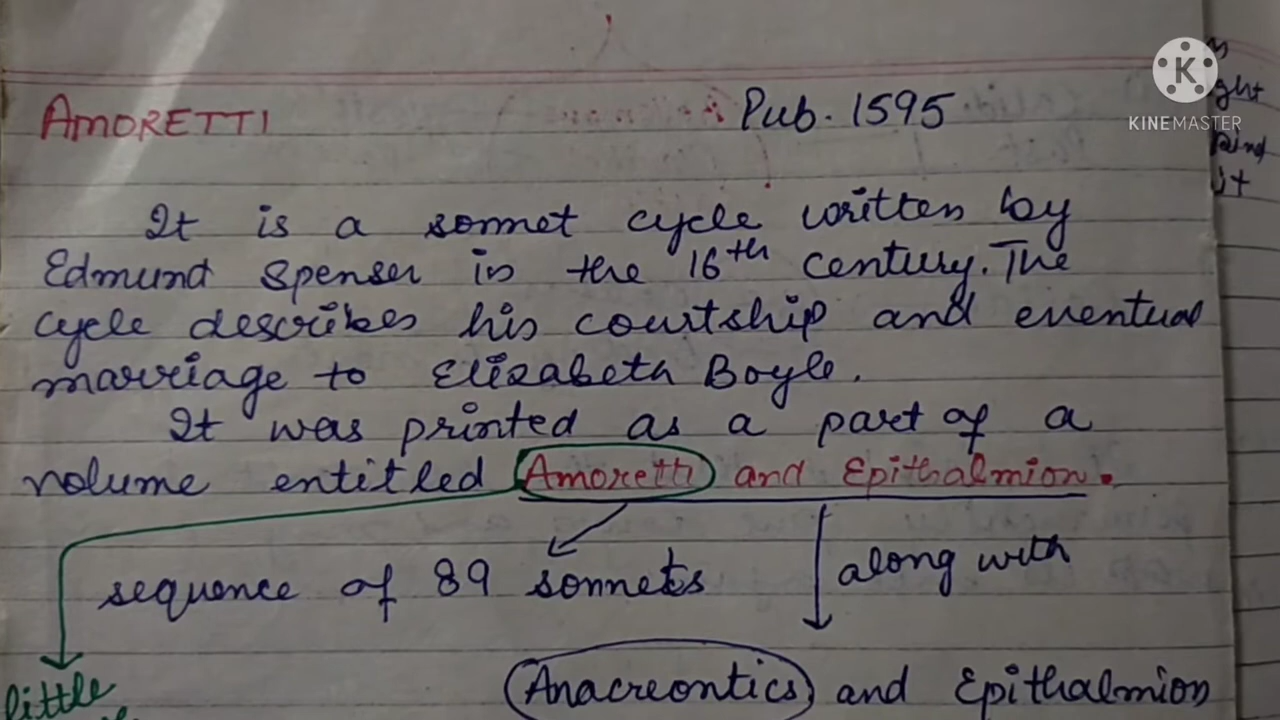 AMORETTI Pub. 1595
It is a sonnet cycle written by
Edmund Spenser in the 16th century. The
cycle describes his courtship and eventual
marriage to Elizabeth Boyle.
It was printed as a part of a
volume entitled Amoretti and Epithalmion.
sequence of 89 sonnets
along with
little
Anacreontics and Epithalmion
KINEMASTER